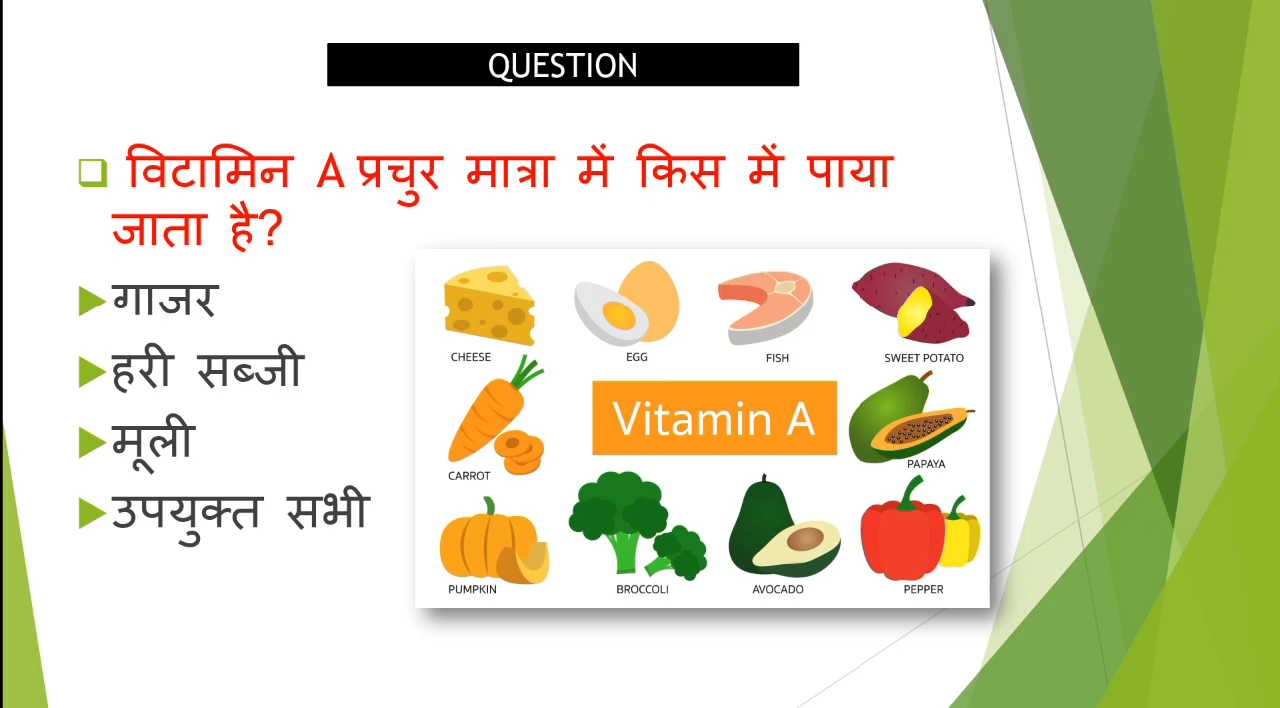 QUESTION
विटामिन A प्रचुर मात्रा में किस में पाया
जाता है?
गाजर
हरी सब्जी
मूली
उपयुक्त सभी
CHEESE
EGG
FISH
SWEET POTATO
CARROT
Vitamin A
PAPAYA
PUMPKIN
BROCCOLI
AVOCADO
PEPPER